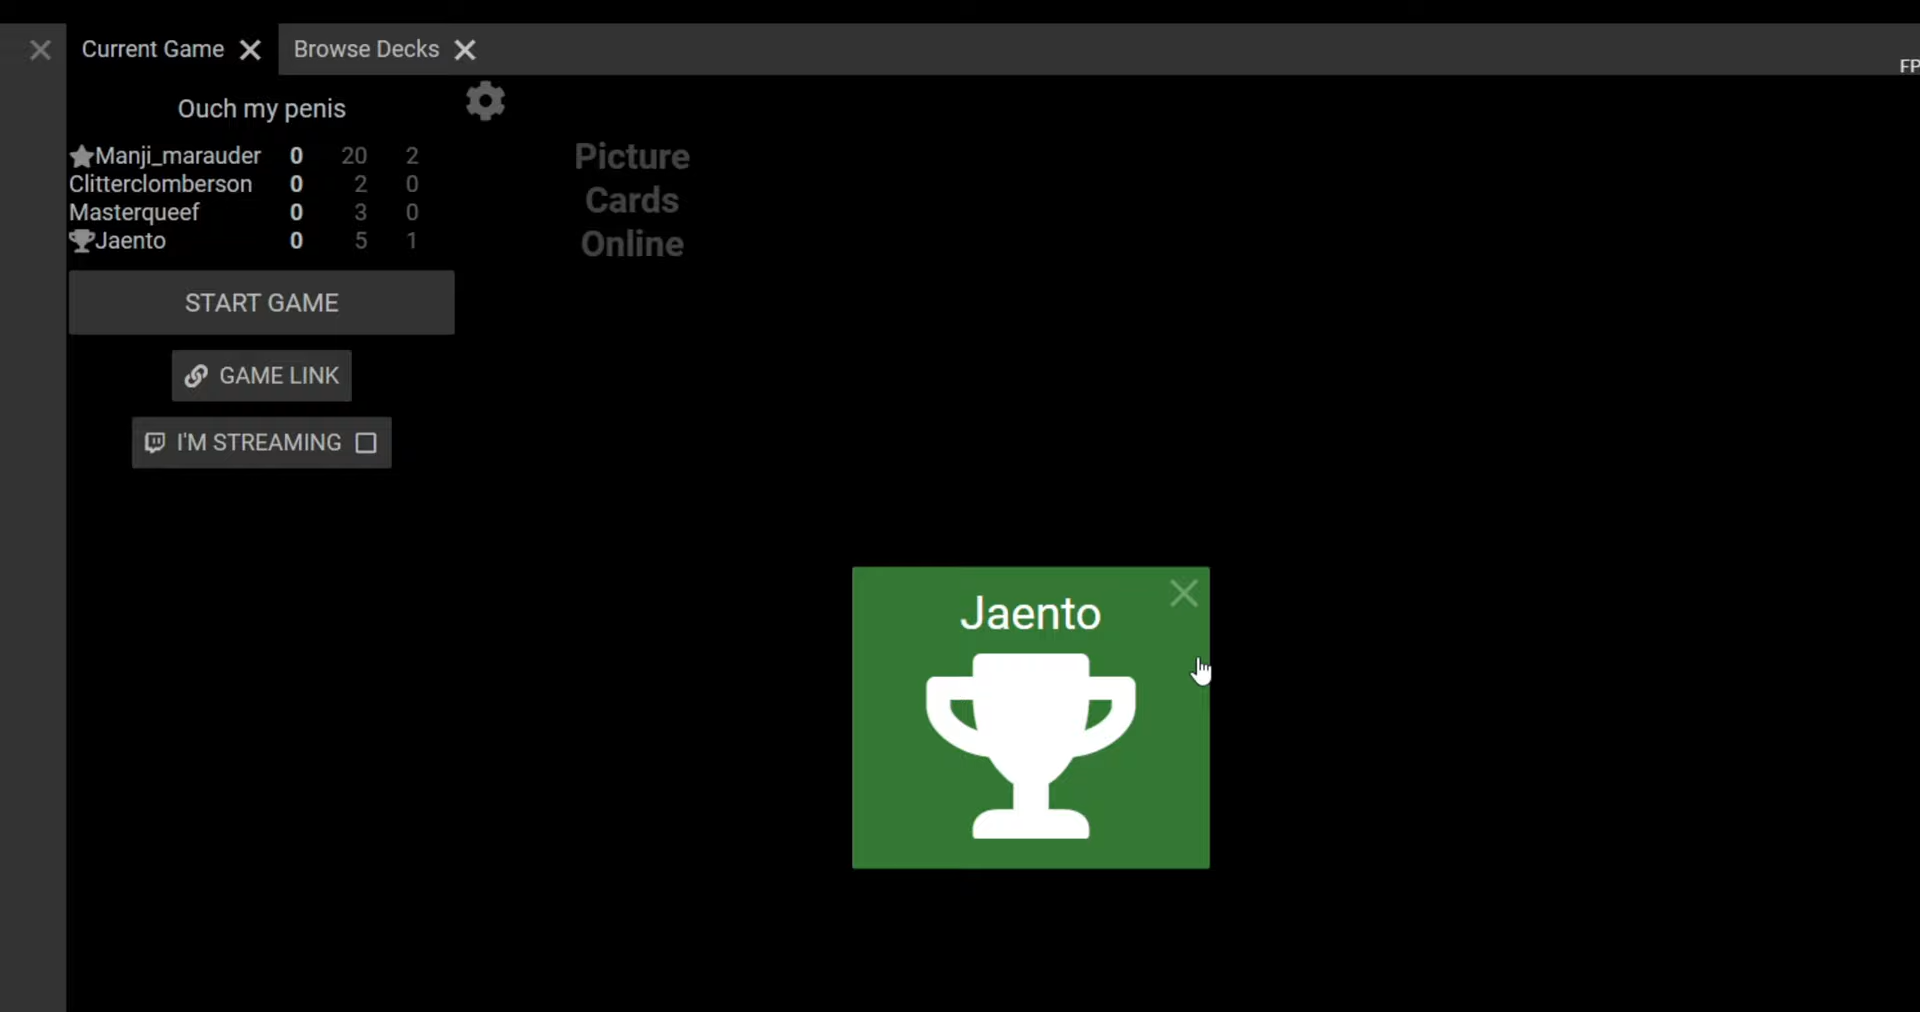 Current Game
Browse Decks
FP
Ouch my penis
Manji_marauder 0 20 2
Clitterclomberson 0 2 0
Masterqueef 0 3 0
Jaento 0 5 1
START GAME
GAME LINK
I'M STREAMING
Picture
Cards
Online
Jaento